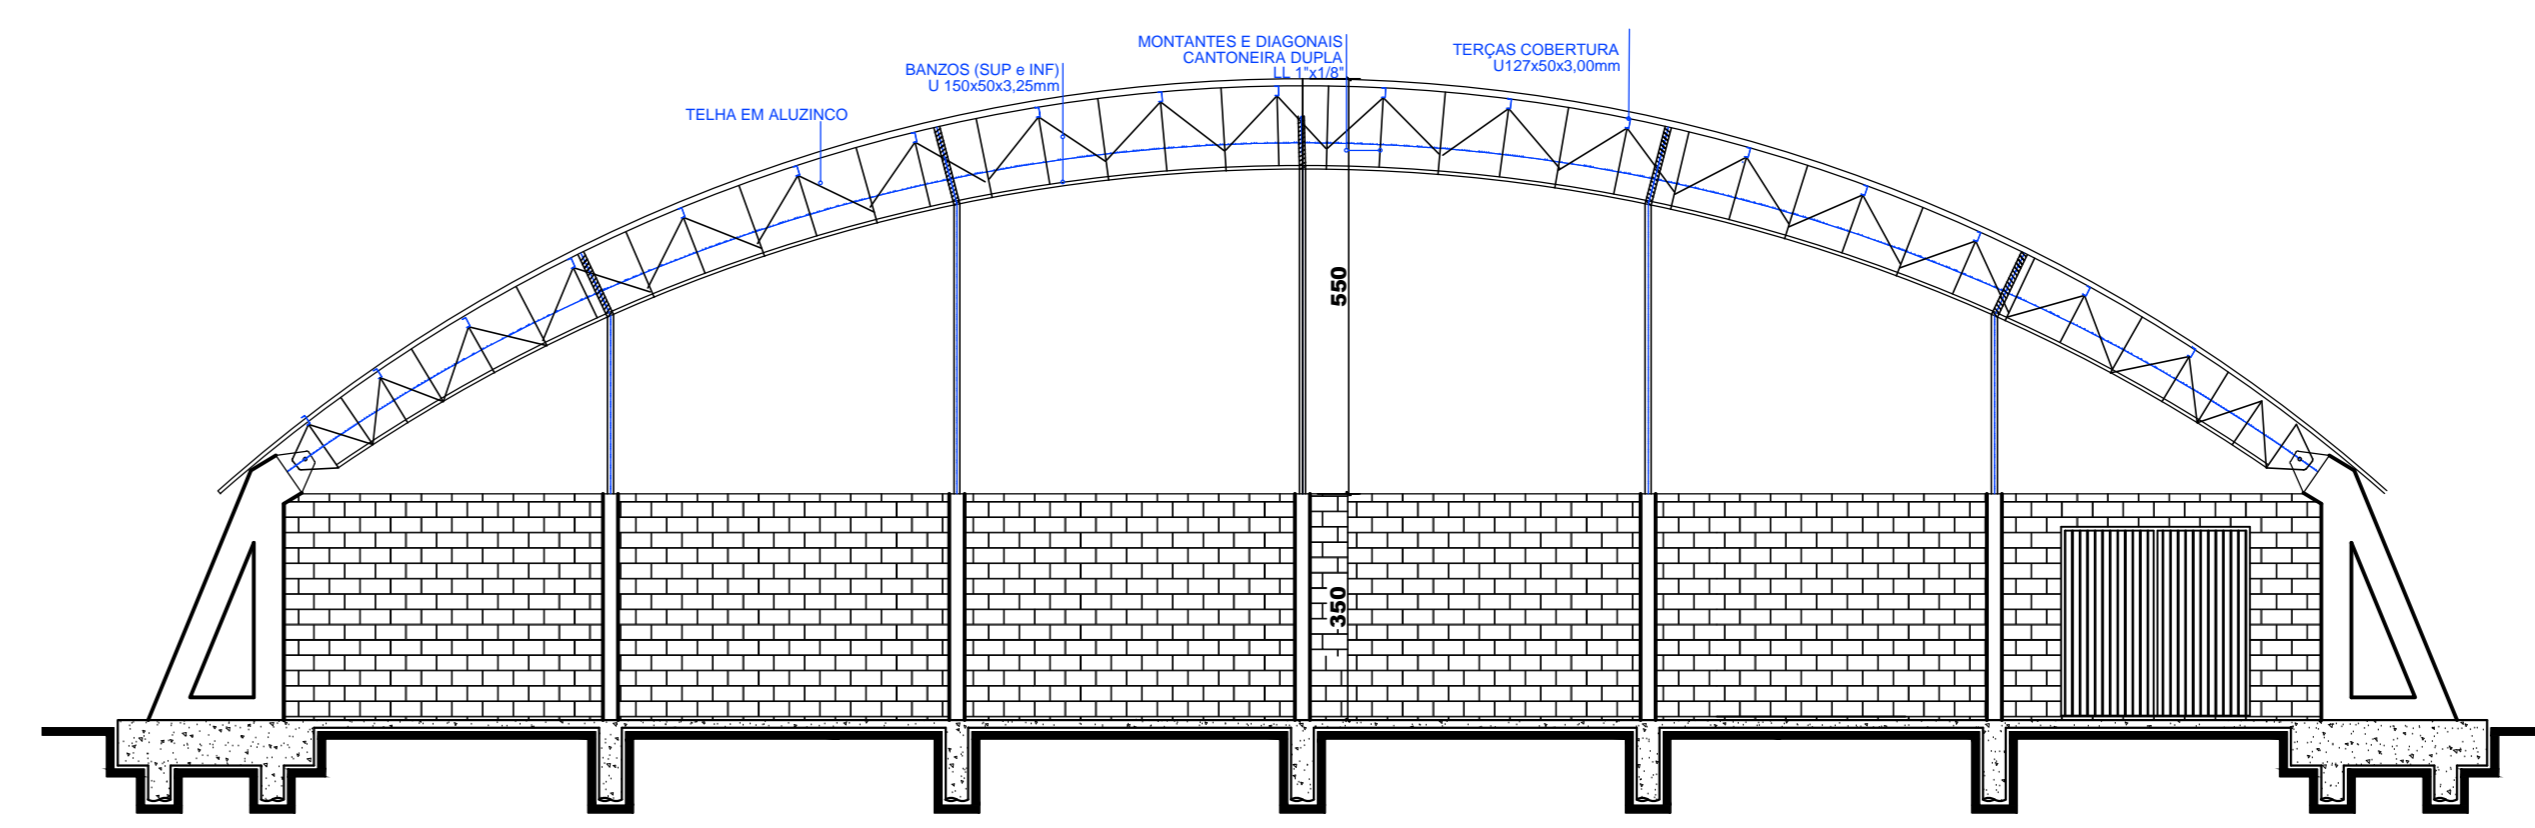 MONTANTES E DIAGONAIS
CANTONEIRA DUPLA
LL 1"x1/8"
TERÇAS COBERTURA
U127x50x3,00mm
BANZOS (SUP e INF)
U 150x50x3,25mm
TELHA EM ALUZINCO
550
350